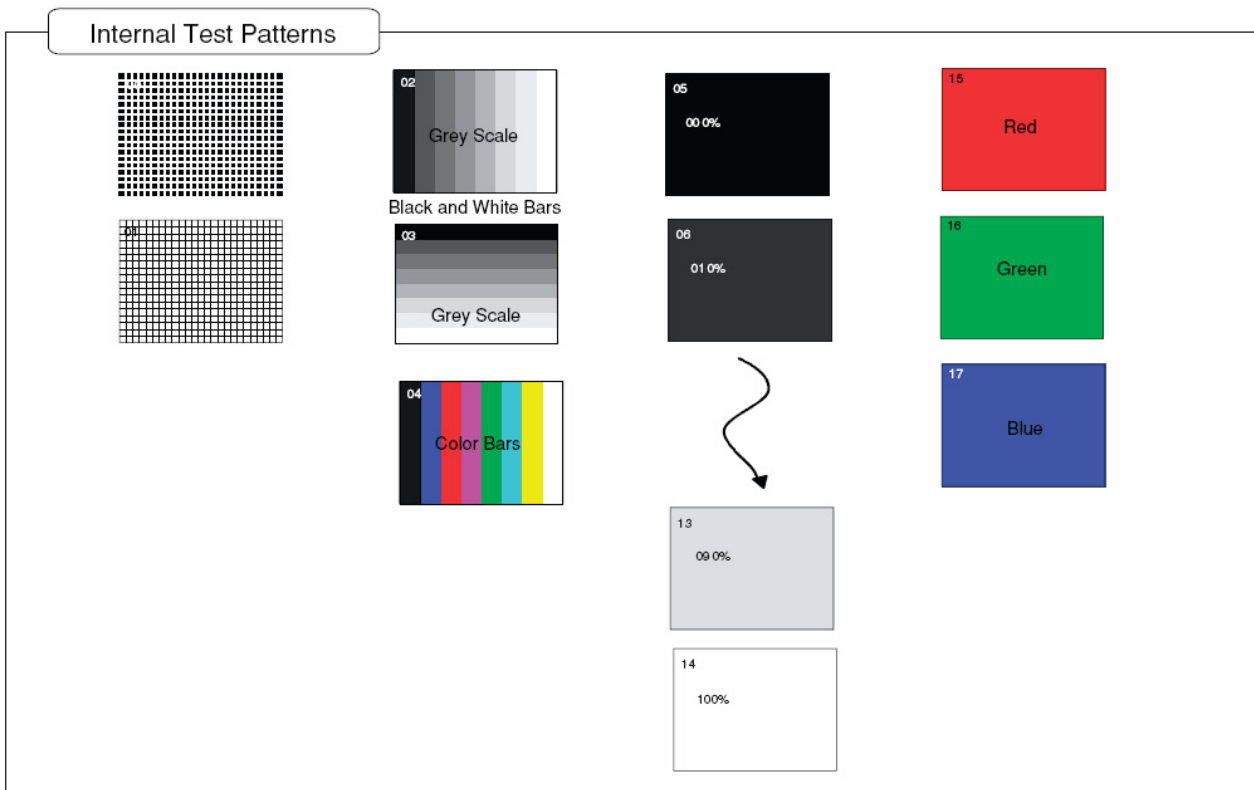 Internal Test Patterns
01
02
Grey Scale
Black and White Bars
03
Grey Scale
04
Color Bars
05
00 0%
06
01 0%
13
09 0%
14
100%
15
Red
16
Green
17
Blue